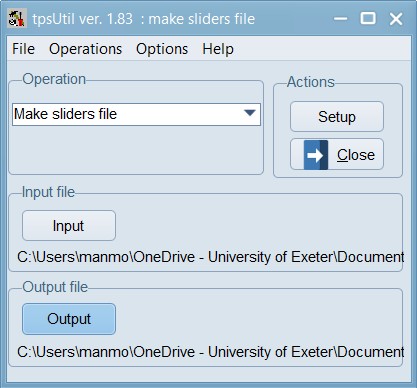 tpsUtil ver. 1.83 : make sliders file
File Operations Options Help
Operation
Make sliders file
Actions
Setup
Close
Input file
Input
C:\Users\manmo\OneDrive - University of Exeter\Document
Output file
Output
C:\Users\manmo\OneDrive - University of Exeter\Document